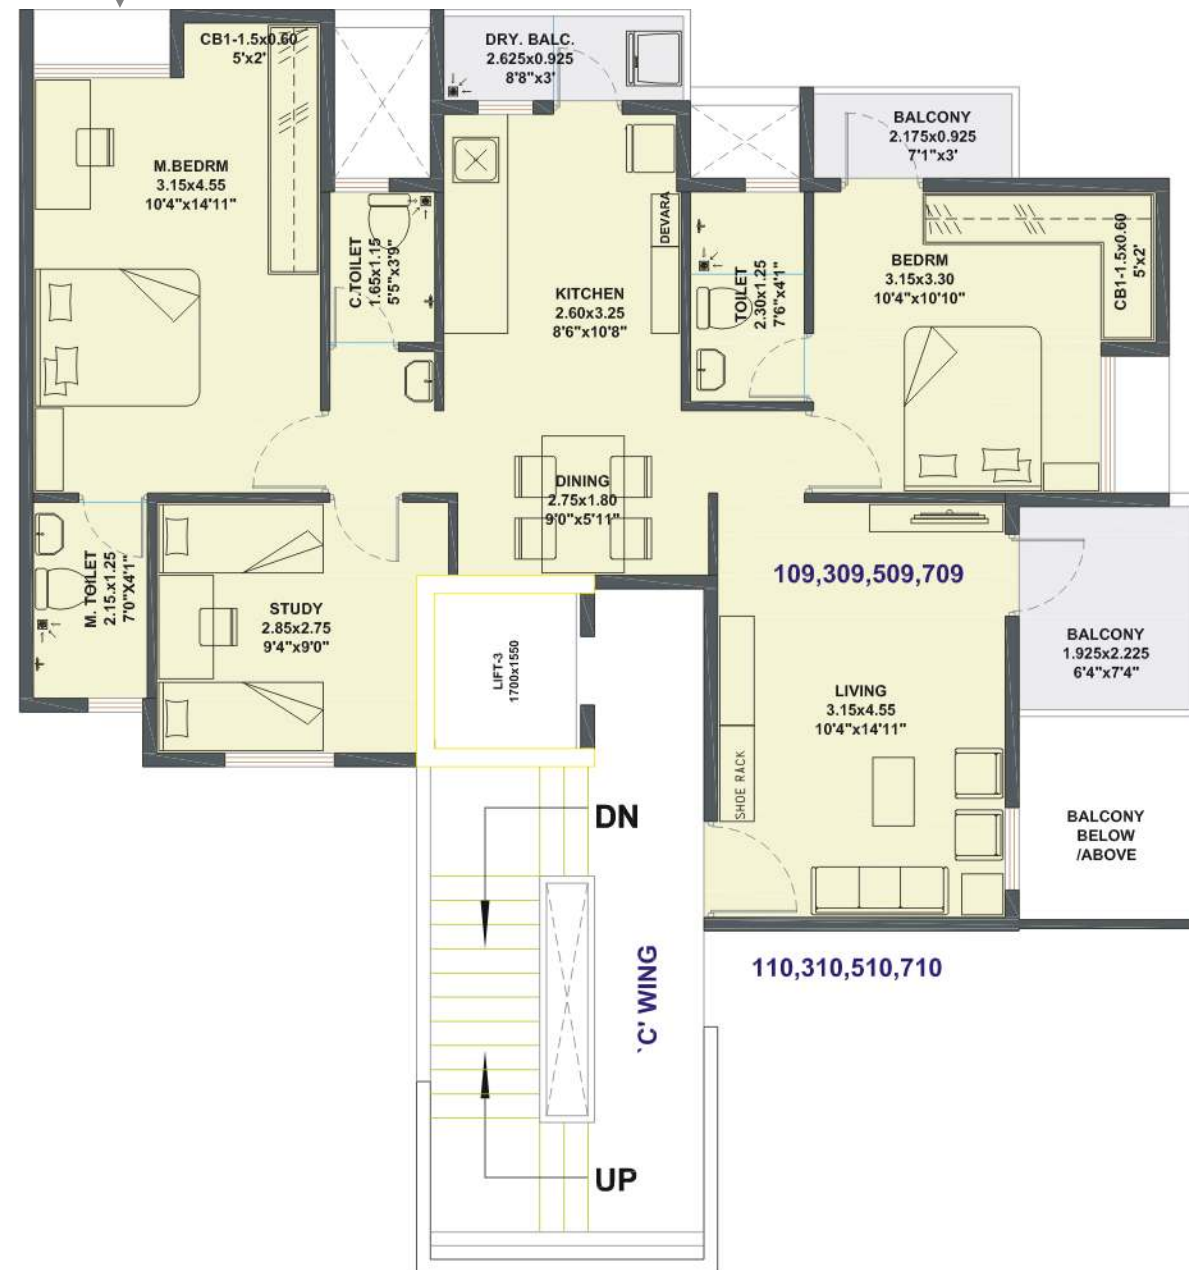 CB1-1.5x0.60
5'x2'
DRY. BALC.
2.625x0.925
8'8"x3'
BALCONY
2.175x0.925
7'1"x3'
M.BEDRM
3.15x4.55
10'4"x14'11"
C.TOILET
1.65x1.15
5'5"x3'9"
DEVARA
KITCHEN
2.60x3.25
8'6"x10'8"
TOILET
2.30x1.25
7'6"x4'1"
BEDRM
3.15x3.30
10'4"x10'10"
CB1-1.5x0.60
5'x2'
DINING
2.75x1.80
9'0"x5'11"
M. TOILET
2.15.x1.25
7'0"X4'1"
STUDY
2.85x2.75
9'4"x9'0"
LIFT-3
1700x1550
109,309,509,709
BALCONY
1.925x2.225
6'4"x7'4"
LIVING
3.15x4.55
10'4"x14'11"
SHOE RACK
DN
BALCONY
BELOW
/ABOVE
110,310,510,710
`C' WING
UP